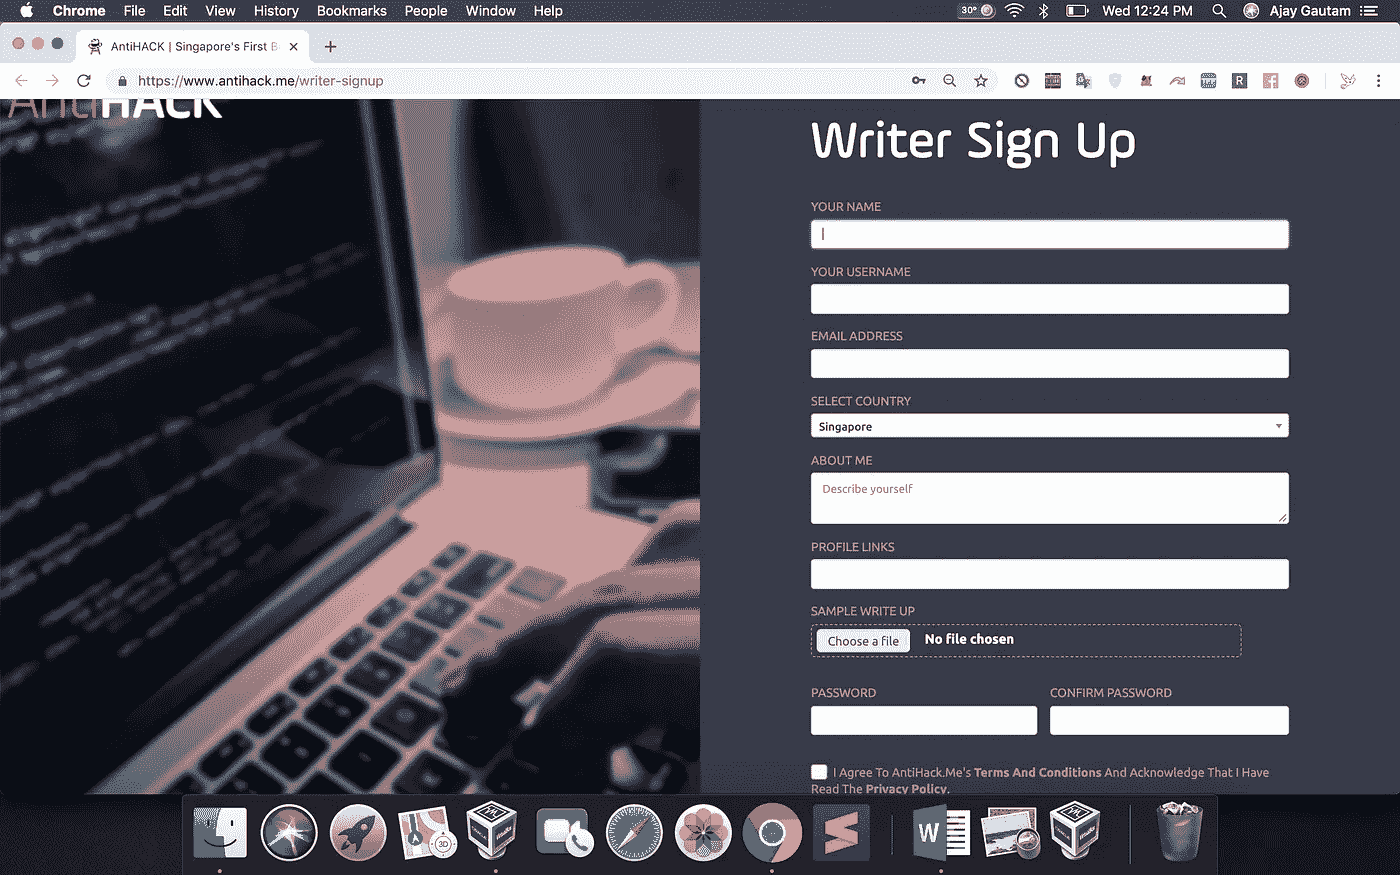 Chrome File Edit View History Bookmarks People Window Help 30° Wed 12:24 PM Ajay Gautam
AntiHACK | Singapore's First B
https://www.antihack.me/writer-signup
AntiHACK
Writer Sign Up
YOUR NAME
YOUR USERNAME
EMAIL ADDRESS
SELECT COUNTRY
Singapore
ABOUT ME
Describe yourself
PROFILE LINKS
SAMPLE WRITE UP
Choose a file No file chosen
PASSWORD CONFIRM PASSWORD
I Agree To AntiHack.Me's Terms And Conditions And Acknowledge That I Have
Read The Privacy Policy.